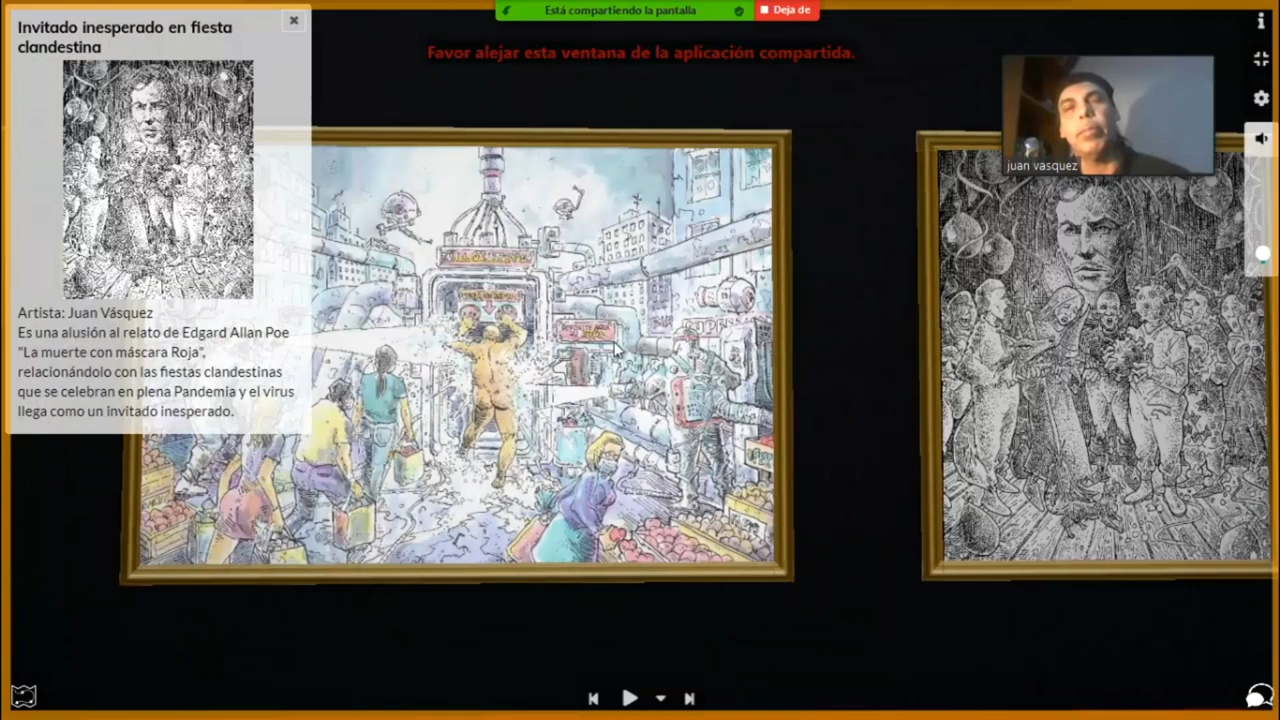 Está compartiendo la pantalla
Deja de
Favor alejar esta ventana de la aplicación compartida.
Invitado inesperado en fiesta
clandestina
Artista: Juan Vásquez
Es una alusión al relato de Edgard Allan Poe
"La muerte con máscara Roja",
relacionándolo con las fiestas clandestinas
que se celebran en plena Pandemia y el virus
llega como un invitado inesperado.
juan vasquez